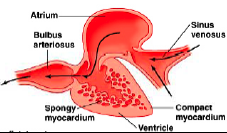 Atrium
Sinus
venosus
Bulbus
arteriosus
Spongy
myocardium
Compact
myocardium
Ventricle